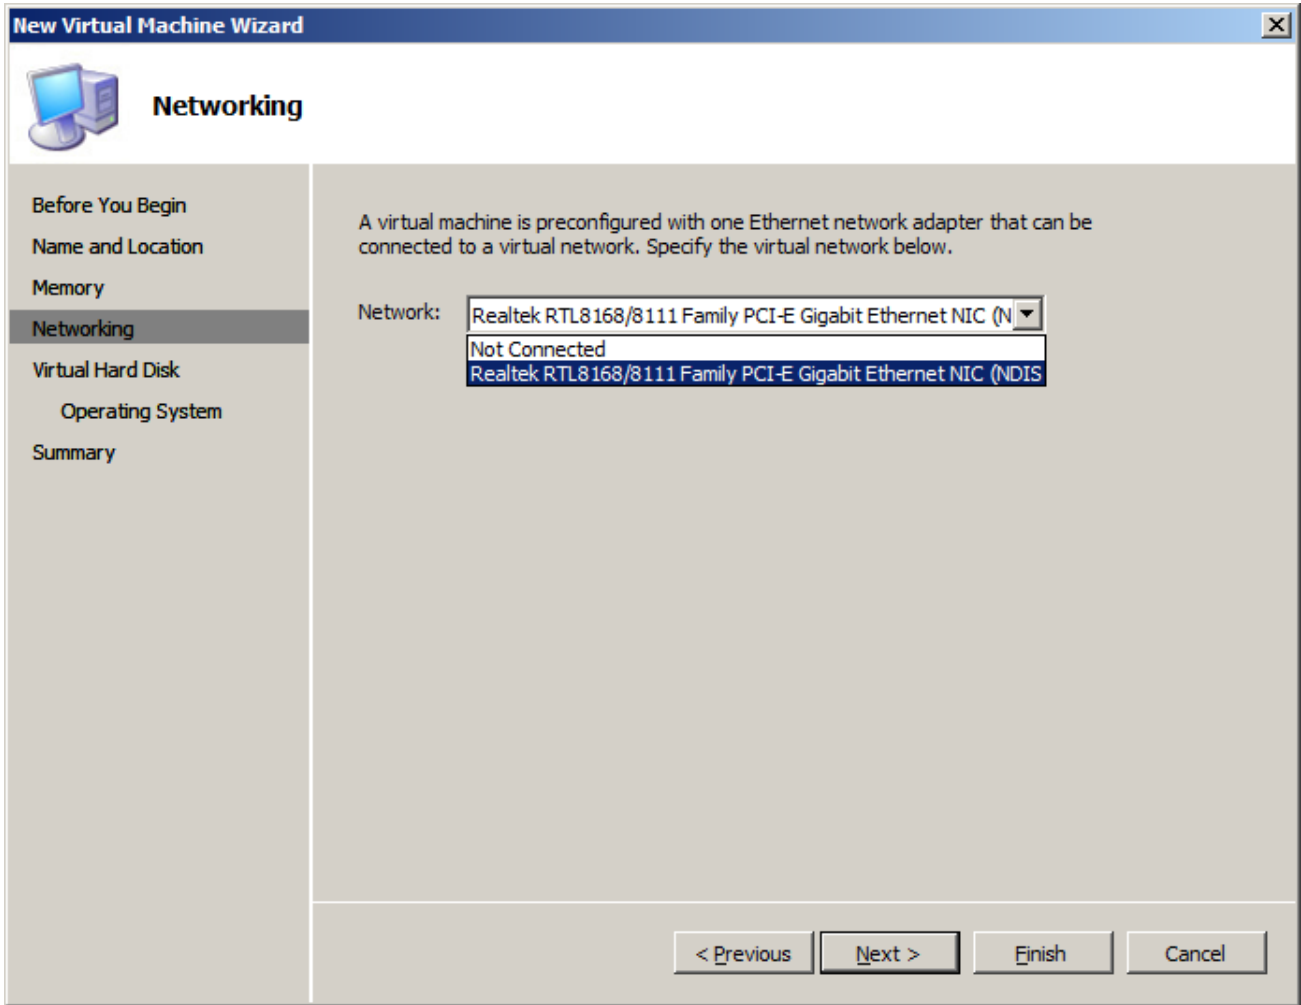 New Virtual Machine Wizard
Networking
Before You Begin
Name and Location
Memory
Networking
Virtual Hard Disk
Operating System
Summary
A virtual machine is preconfigured with one Ethernet network adapter that can be
connected to a virtual network. Specify the virtual network below.
Network: Realtek RTL8168/8111 Family PCI-E Gigabit Ethernet NIC (N
Not Connected
Realtek RTL8168/8111 Family PCI-E Gigabit Ethernet NIC (NDIS
< Previous Next > Finish Cancel